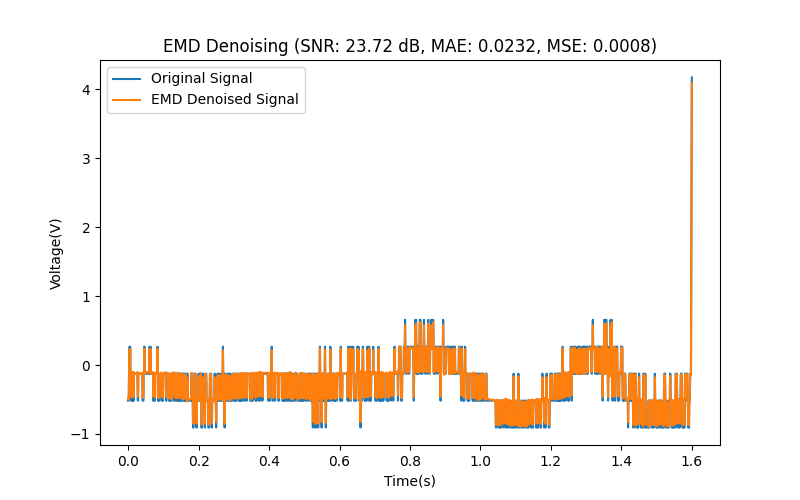 EMD Denoising (SNR: 23.72 dB, MAE: 0.0232, MSE: 0.0008)
Original Signal
EMD Denoised Signal
4
3
2
1
0
−1
Voltage(V)
0.0 0.2 0.4 0.6 0.8 1.0 1.2 1.4 1.6
Time(s)